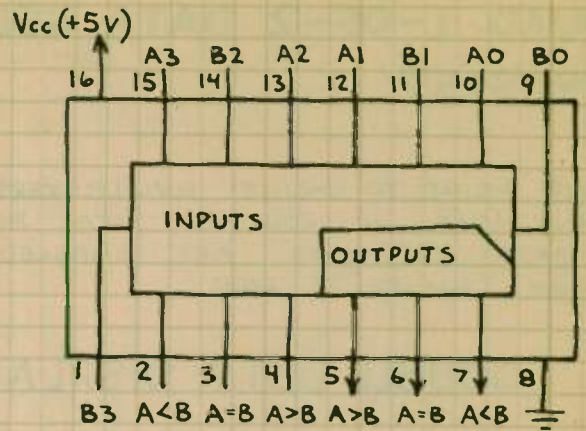 Vcc (+5V)
A3 B2 A2 A1 B1 A0 B0
16 15 14 13 12 11 10 9
INPUTS
OUTPUTS
1 2 3 4 5 6 7 8
B3 A<B A=B A>B A>B A=B A<B